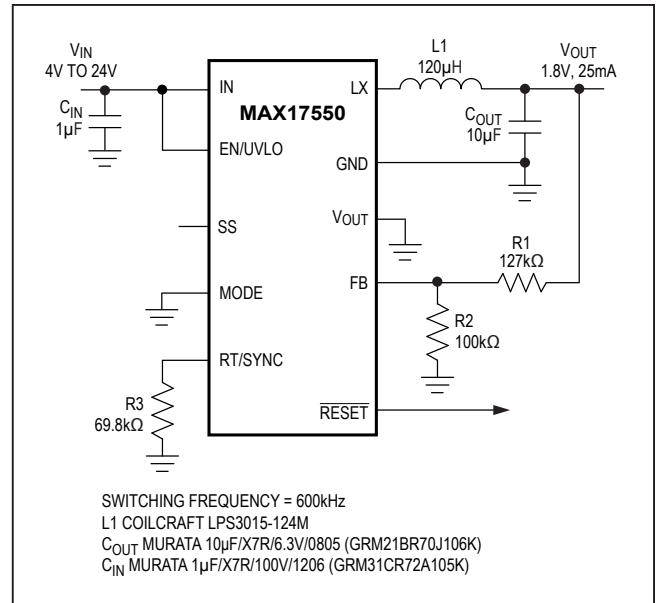 VIN
4V TO 24V
CIN
1µF
IN
EN/UVLO
SS
MODE
RT/SYNC
R3
69.8kΩ
MAX17550
LX
GND
VOUT
FB
RESET
L1
120µH
VOUT
1.8V, 25mA
COUT
10µF
R1
127kΩ
R2
100kΩ
SWITCHING FREQUENCY = 600kHz
L1 COILCRAFT LPS3015-124M
COUT MURATA 10µF/X7R/6.3V/0805 (GRM21BR70J106K)
CIN MURATA 1µF/X7R/100V/1206 (GRM31CR72A105K)